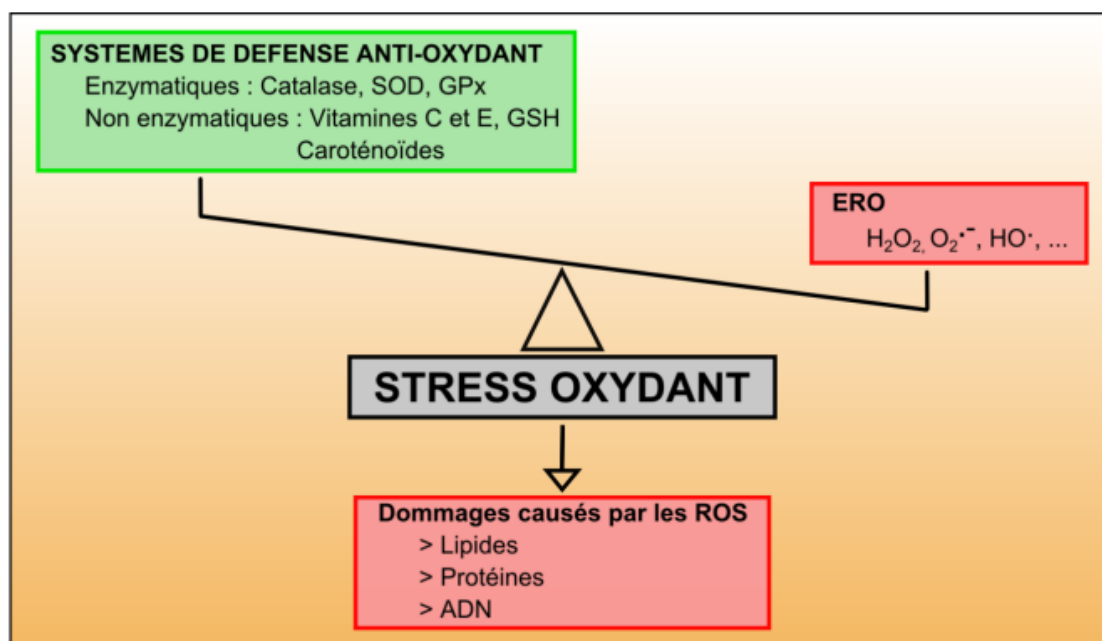 SYSTEMES DE DEFENSE ANTI-OXYDANT
Enzymatiques : Catalase, SOD, GPx
Non enzymatiques : Vitamines C et E, GSH
Caroténoïdes
ERO
H₂O₂, O₂•⁻, HO·, ...
STRESS OXYDANT
Dommages causés par les ROS
> Lipides
> Protéines
> ADN